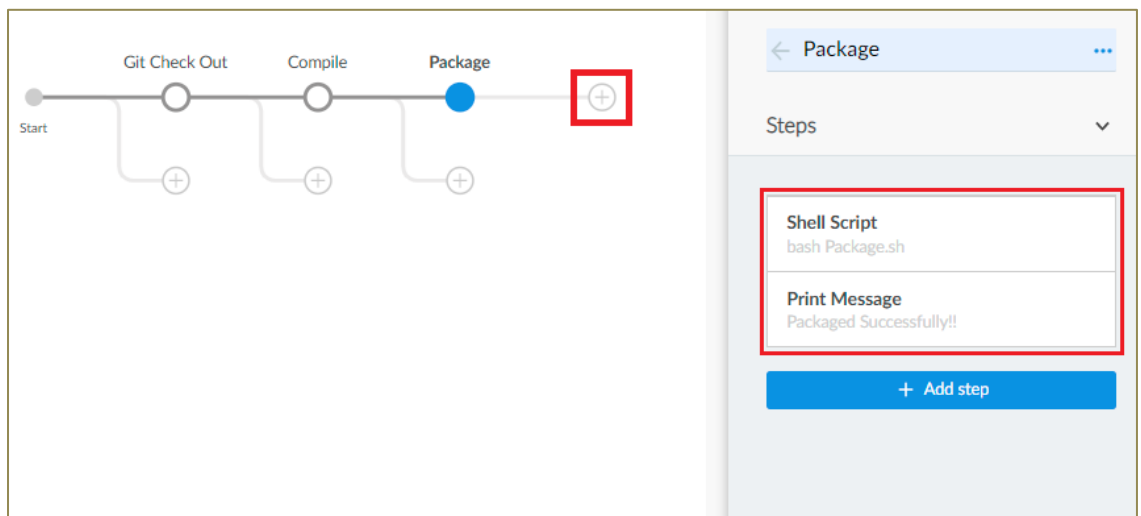 Git Check Out
Compile
Package
Start
Package
Steps
Shell Script
bash Package.sh
Print Message
Packaged Successfully!!
+ Add step